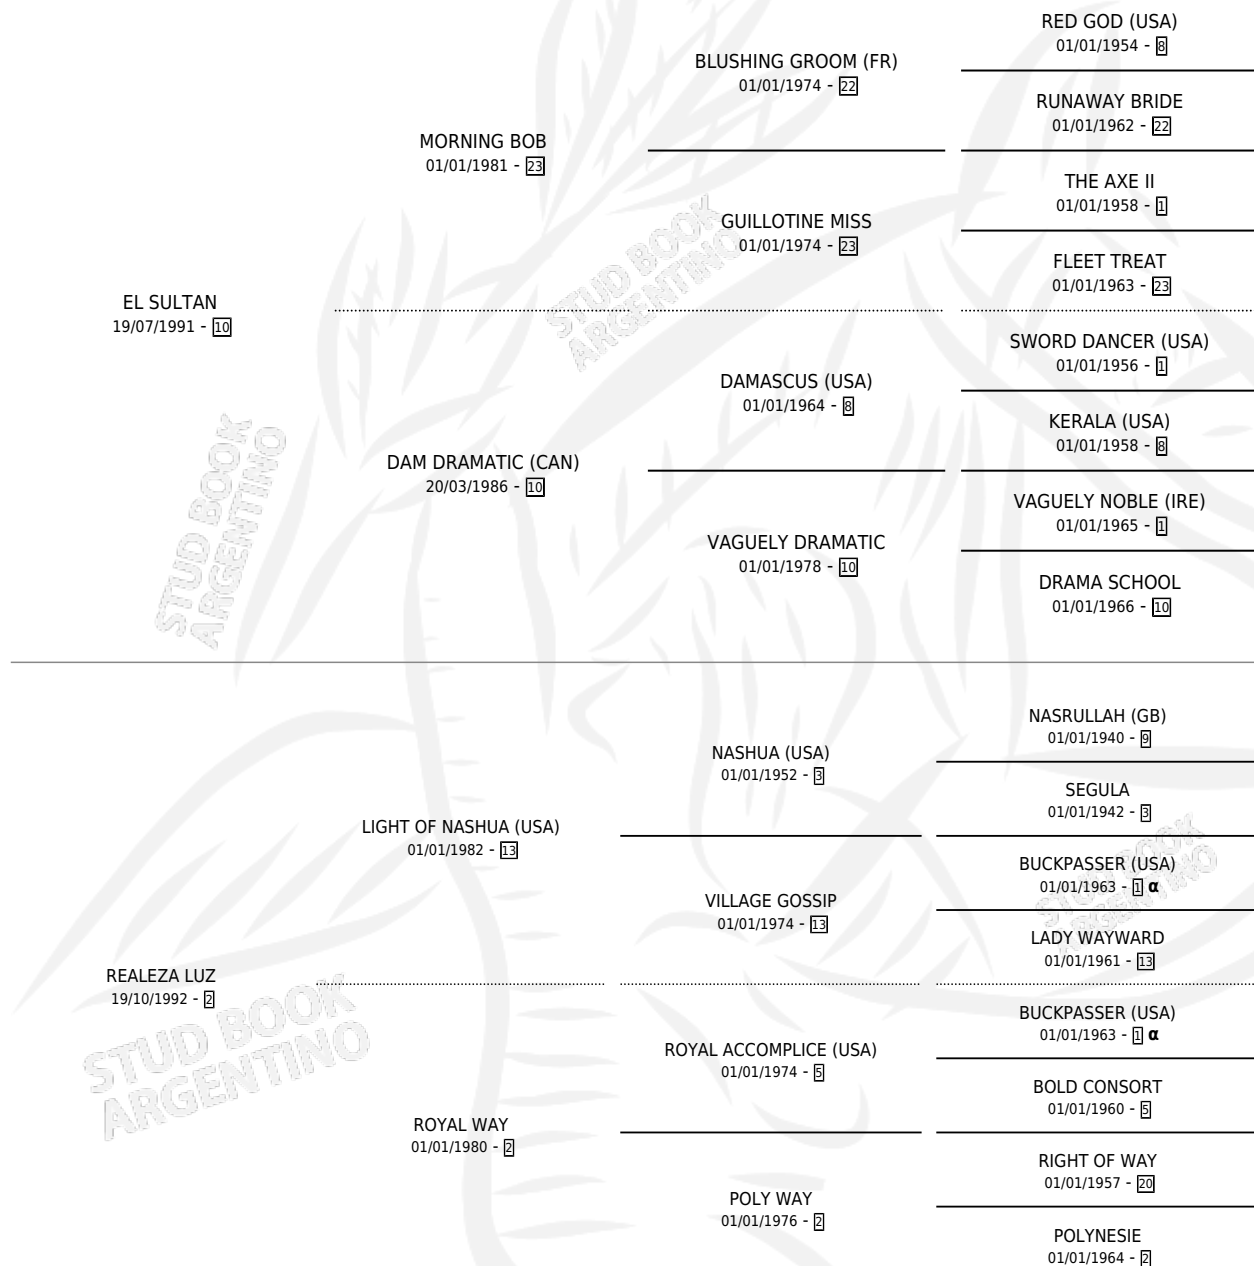 RED GOD (USA)
01/01/1954 - 8
BLUSHING GROOM (FR)
01/01/1974 - 22
RUNAWAY BRIDE
01/01/1962 - 22
MORNING BOB
01/01/1981 - 23
THE AXE II
01/01/1958 - 1
GUILLOTINE MISS
01/01/1974 - 23
FLEET TREAT
01/01/1963 - 23
EL SULTAN
19/07/1991 - 10
SWORD DANCER (USA)
01/01/1956 - 1
DAMASCUS (USA)
01/01/1964 - 8
KERALA (USA)
01/01/1958 - 8
DAM DRAMATIC (CAN)
20/03/1986 - 10
VAGUELY NOBLE (IRE)
01/01/1965 - 1
VAGUELY DRAMATIC
01/01/1978 - 10
DRAMA SCHOOL
01/01/1966 - 10
NASRULLAH (GB)
01/01/1940 - 9
NASHUA (USA)
01/01/1952 - 3
SEGULA
01/01/1942 - 3
LIGHT OF NASHUA (USA)
01/01/1982 - 13
BUCKPASSER (USA)
01/01/1963 - 1 α
VILLAGE GOSSIP
01/01/1974 - 13
LADY WAYWARD
01/01/1961 - 13
REALEZA LUZ
19/10/1992 - 2
BUCKPASSER (USA)
01/01/1963 - 1 α
ROYAL ACCOMPLICE (USA)
01/01/1974 - 5
BOLD CONSORT
01/01/1960 - 5
ROYAL WAY
01/01/1980 - 2
RIGHT OF WAY
01/01/1957 - 20
POLY WAY
01/01/1976 - 2
POLYNESIE
01/01/1964 - 2
STUD BOOK
ARGENTINO
STUD BOOK
ARGENTINO
STUD BOOK
ARGENTINO
STUD BOOK
ARGENTINO